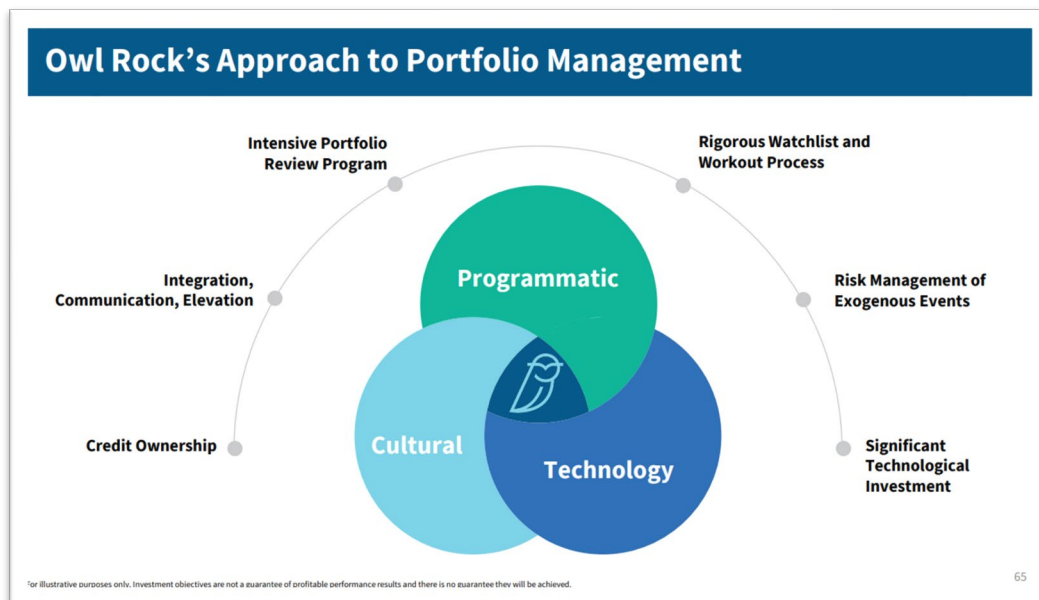 Owl Rock's Approach to Portfolio Management
Intensive Portfolio
Review Program
Rigorous Watchlist and
Workout Process
Programmatic
Integration,
Communication, Elevation
Risk Management of
Exogenous Events
Credit Ownership
Cultural
Technology
Significant
Technological
Investment
For illustrative purposes only. Investment objectives are not a guarantee of profitable performance results and there is no guarantee they will be achieved.
65